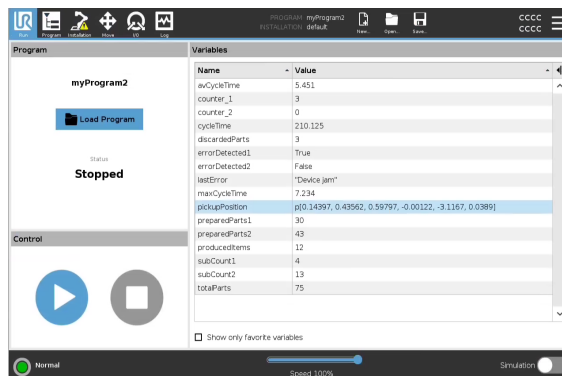 UR
PROGRAM myProgram2
INSTALLATION default
CCCC
CCCC
Run Program Installation Move I/O Log New... Open... Save...
Program
myProgram2
Load Program
Status
Stopped
Control
Variables
Name Value
avCycleTime 5.451
counter_1 3
counter_2 0
cycleTime 210.125
discardedParts 3
errorDetected1 True
errorDetected2 False
lastError "Device jam"
maxCycleTime 7.234
pickupPosition p[0.14397, 0.43562, 0.59797, -0.00122, -3.1167, 0.0389]
preparedParts1 30
preparedParts2 43
producedItems 12
subCount1 4
subCount2 13
totalParts 75
Show only favorite variables
Normal
Speed 100%
Simulation